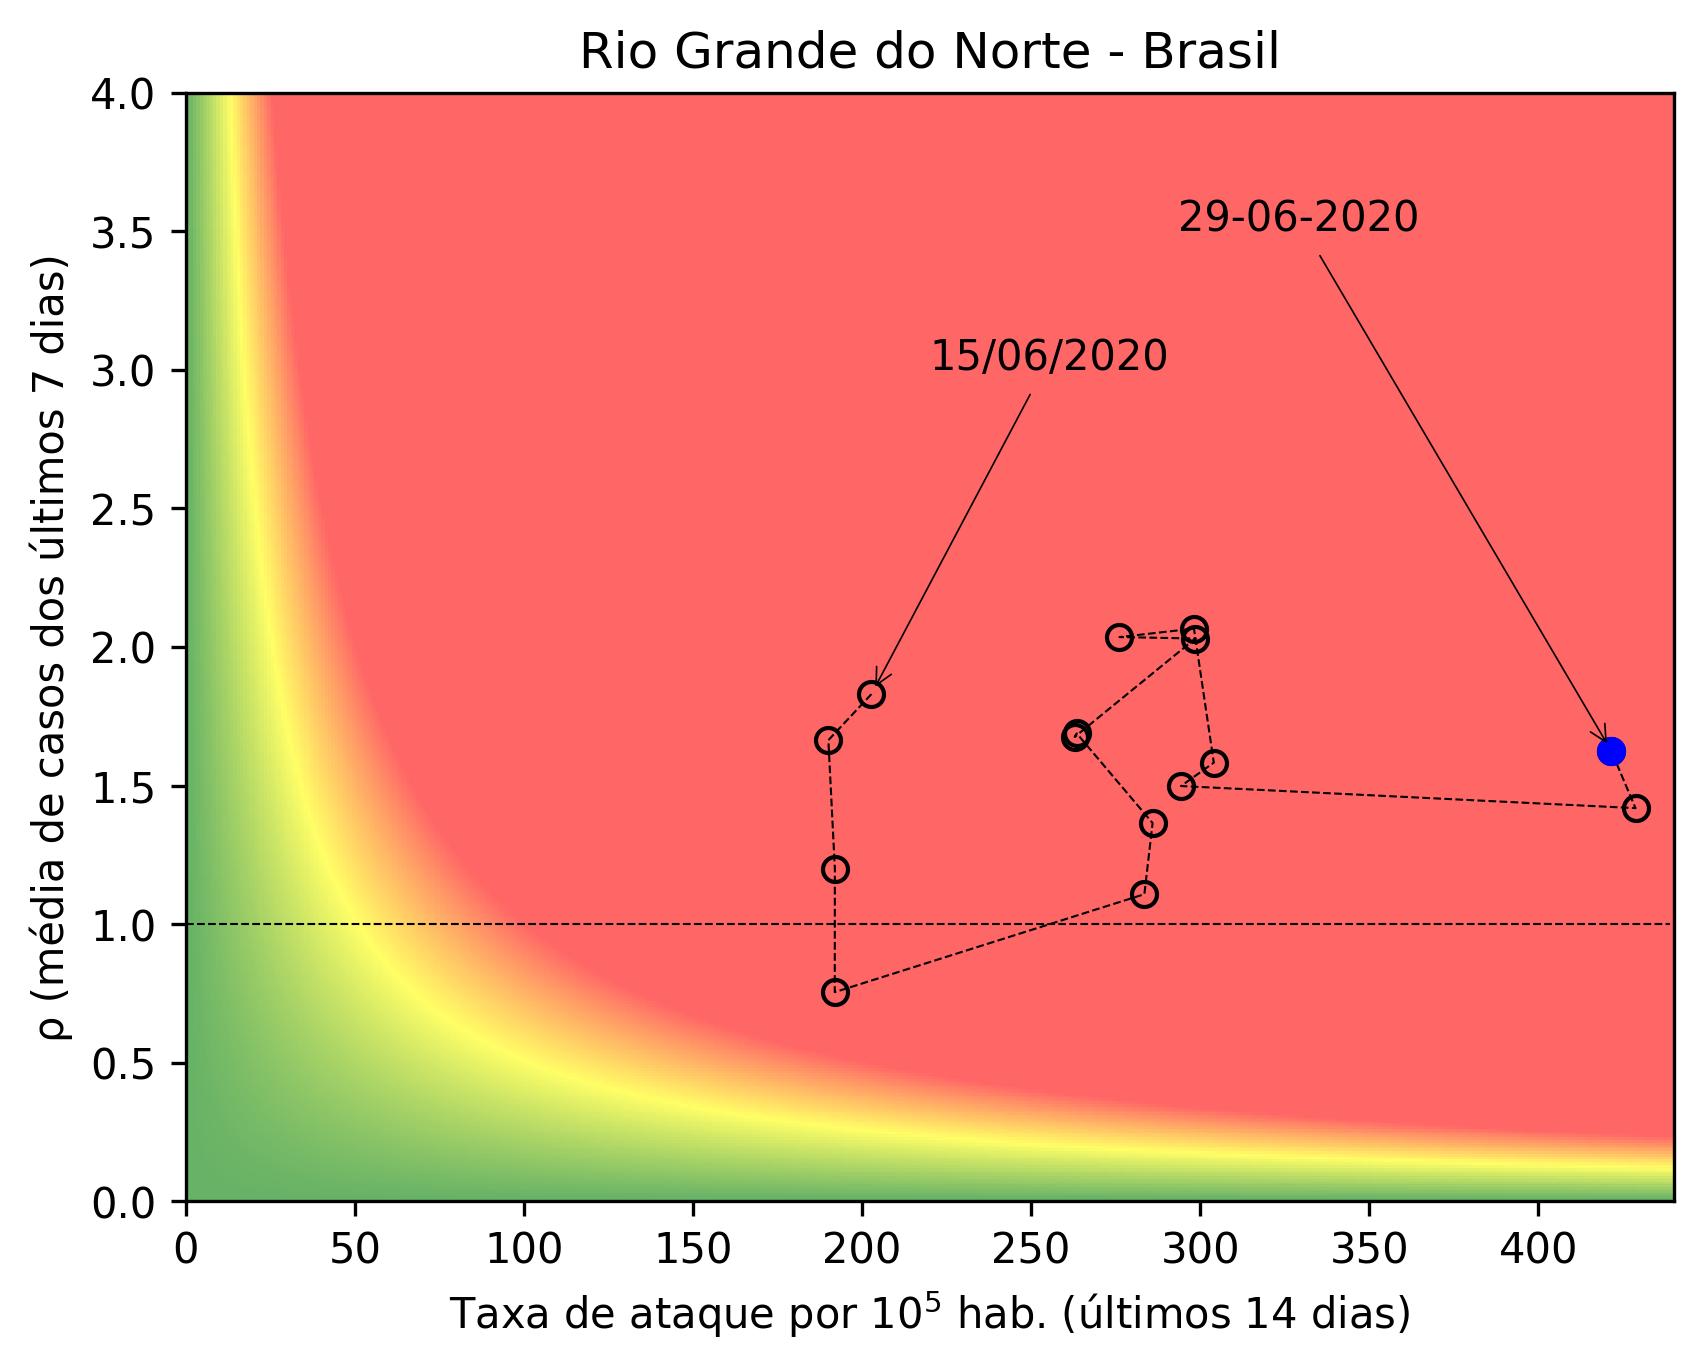 Rio Grande do Norte - Brasil
4.0
3.5
3.0
2.5
2.0
1.5
1.0
0.5
0.0
ρ (média de casos dos últimos 7 dias)
29-06-2020
15/06/2020
0 50 100 150 200 250 300 350 400
Taxa de ataque por 10⁵ hab. (últimos 14 dias)